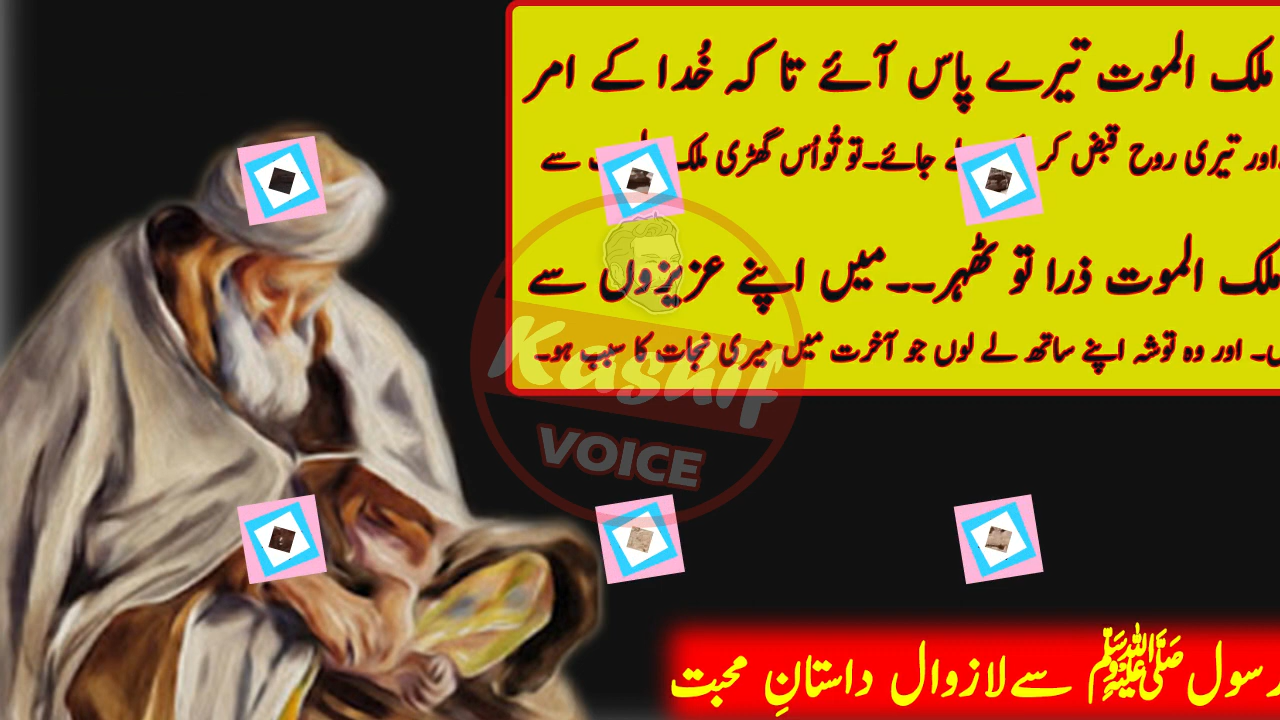 ملک الموت تیرے پاس آئے تا کہ خُدا کے امر
اور تیری روح قبض کر جائے۔ تو تُو اُس گھڑی ملک سے
ملک الموت ذرا تو ٹھہر۔۔ میں اپنے عزیزوں سے
۔ اور وہ توشہ اپنے ساتھ لے لوں جو آخرت میں میری نجات کا سبب ہو۔
Kashif
VOICE
رسول ﷺ سے لازوال داستانِ محبت